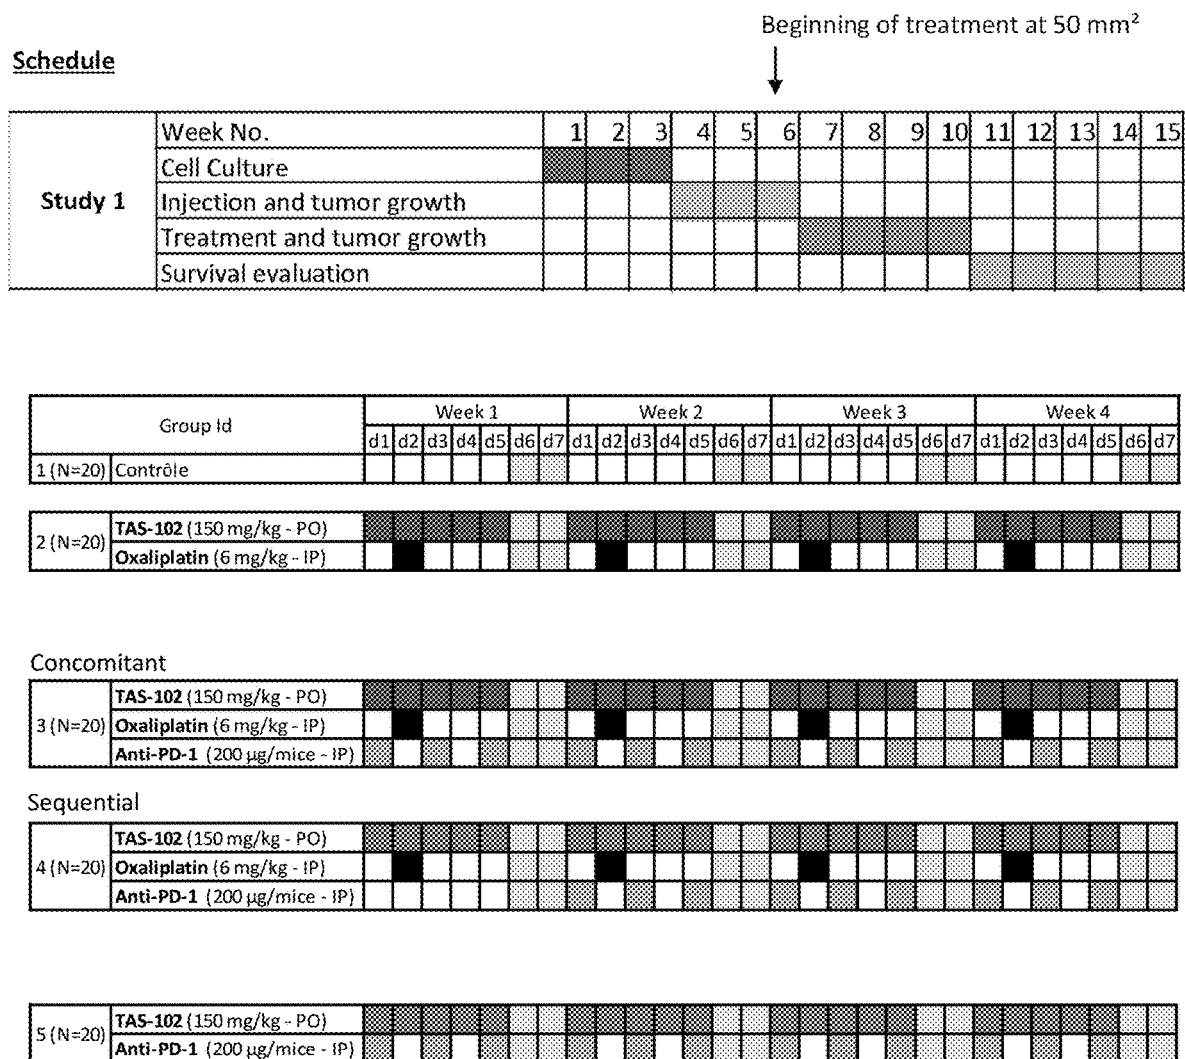 Beginning of treatment at 50 mm²
Schedule
Study 1
Week No. 1 2 3 4 5 6 7 8 9 10 11 12 13 14 15
Cell Culture
Injection and tumor growth
Treatment and tumor growth
Survival evaluation
Group Id Week 1 Week 2 Week 3 Week 4
d1 d2 d3 d4 d5 d6 d7 d1 d2 d3 d4 d5 d6 d7 d1 d2 d3 d4 d5 d6 d7 d1 d2 d3 d4 d5 d6 d7
1 (N=20) Contrôle
2 (N=20)
TAS-102 (150 mg/kg - PO)
Oxaliplatin (6 mg/kg - IP)
Concomitant
3 (N=20)
TAS-102 (150 mg/kg - PO)
Oxaliplatin (6 mg/kg - IP)
Anti-PD-1 (200 µg/mice - IP)
Sequential
4 (N=20)
TAS-102 (150 mg/kg - PO)
Oxaliplatin (6 mg/kg - IP)
Anti-PD-1 (200 µg/mice - IP)
5 (N=20)
TAS-102 (150 mg/kg - PO)
Anti-PD-1 (200 µg/mice - IP)